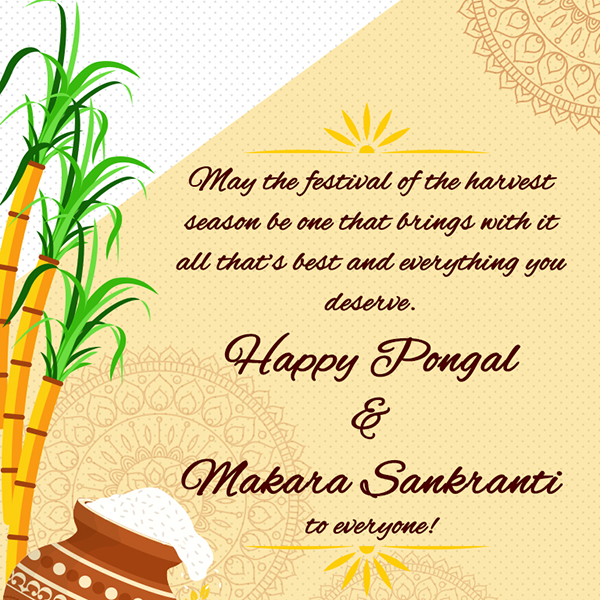 May the festival of the harvest
season be one that brings with it
all that's best and everything you
deserve.
Happy Pongal
&
Makara Sankranti
to everyone!